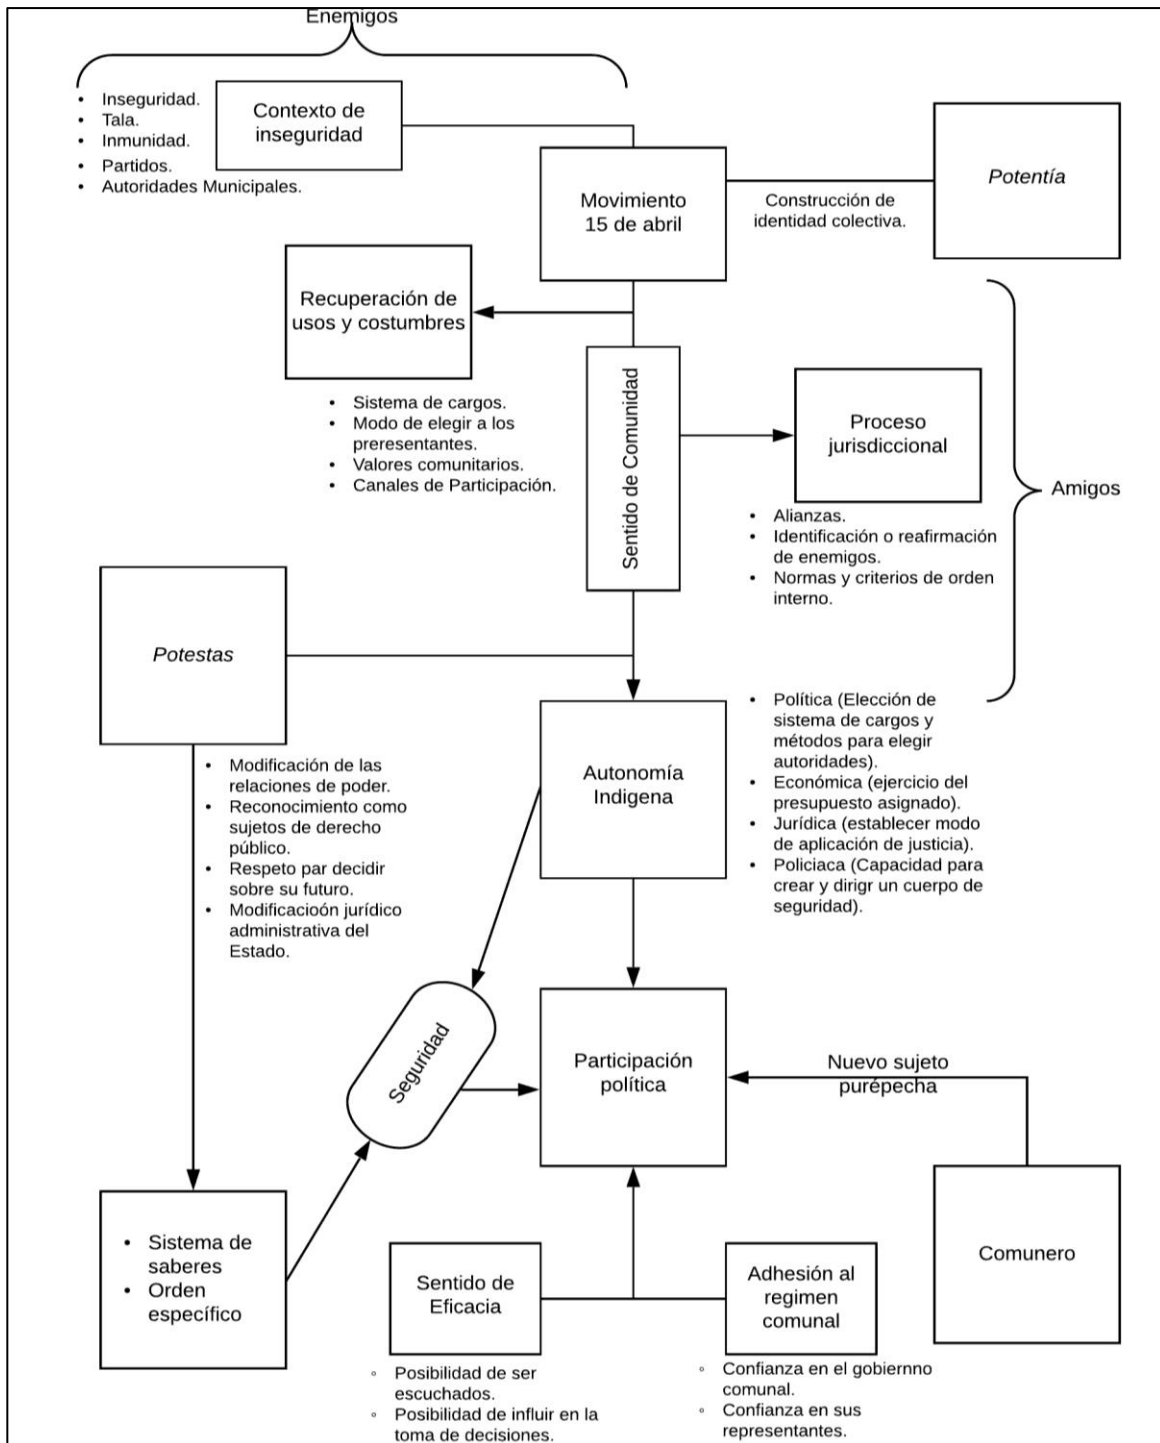 Enemigos
• Inseguridad.
• Tala.
• Inmunidad.
• Partidos.
• Autoridades Municipales.
Contexto de
inseguridad
Movimiento
15 de abril
Construcción de
identidad colectiva.
Potentía
Recuperación de
usos y costumbres
• Sistema de cargos.
• Modo de elegir a los
preresentantes.
• Valores comunitarios.
• Canales de Participación.
Sentido de Comunidad
Proceso
jurisdiccional
• Alianzas.
• Identificación o reafirmación
de enemigos.
• Normas y criterios de orden
interno.
Amigos
Potestas
• Modificación de las
relaciones de poder.
• Reconocimiento como
sujetos de derecho
público.
• Respeto par decidir
sobre su futuro.
• Modificacioón jurídico
administrativa del
Estado.
Autonomía
Indigena
• Política (Elección de
sistema de cargos y
métodos para elegir
autoridades).
• Económica (ejercicio del
presupuesto asignado).
• Jurídica (establecer modo
de aplicación de justicia).
• Policiaca (Capacidad para
crear y dirigr un cuerpo de
seguridad).
Seguridad
Participación
política
Nuevo sujeto
purépecha
Comunero
• Sistema de
saberes
• Orden
específico
Sentido de
Eficacia
◦ Posibilidad de ser
escuchados.
◦ Posibilidad de influir en la
toma de decisiones.
Adhesión al
regimen
comunal
◦ Confianza en el gobiernno
comunal.
◦ Confianza en sus
representantes.